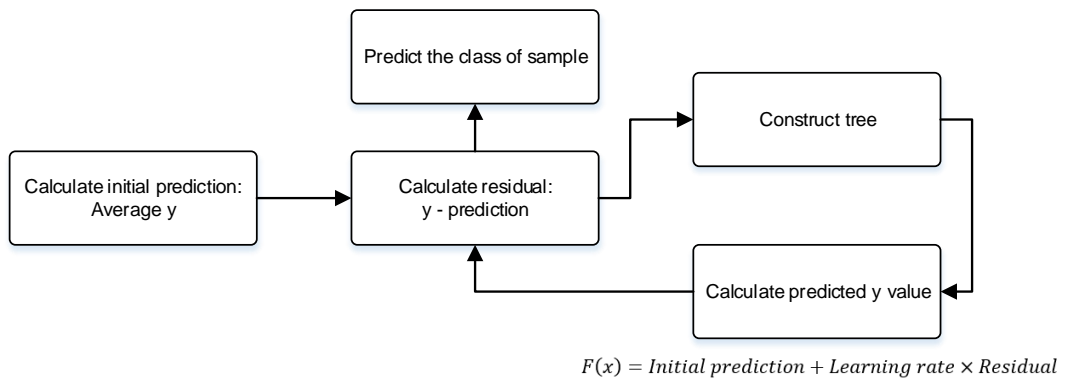 Predict the class of sample
Construct tree
Calculate initial prediction:
Average y
Calculate residual:
y - prediction
Calculate predicted y value
F(x) = Initial prediction + Learning rate × Residual